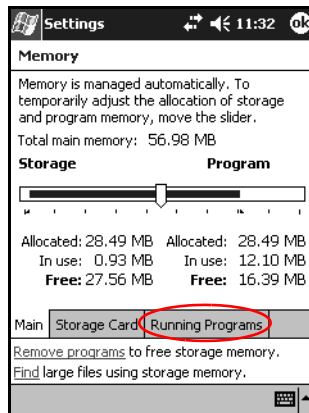 Settings 11:32 ok
Memory
Memory is managed automatically. To
temporarily adjust the allocation of storage
and program memory, move the slider.
Total main memory: 56.98 MB
Storage Program
Allocated: 28.49 MB Allocated: 28.49 MB
In use: 0.93 MB In use: 12.10 MB
Free: 27.56 MB Free: 16.39 MB
Main Storage Card Running Programs
Remove programs to free storage memory.
Find large files using storage memory.